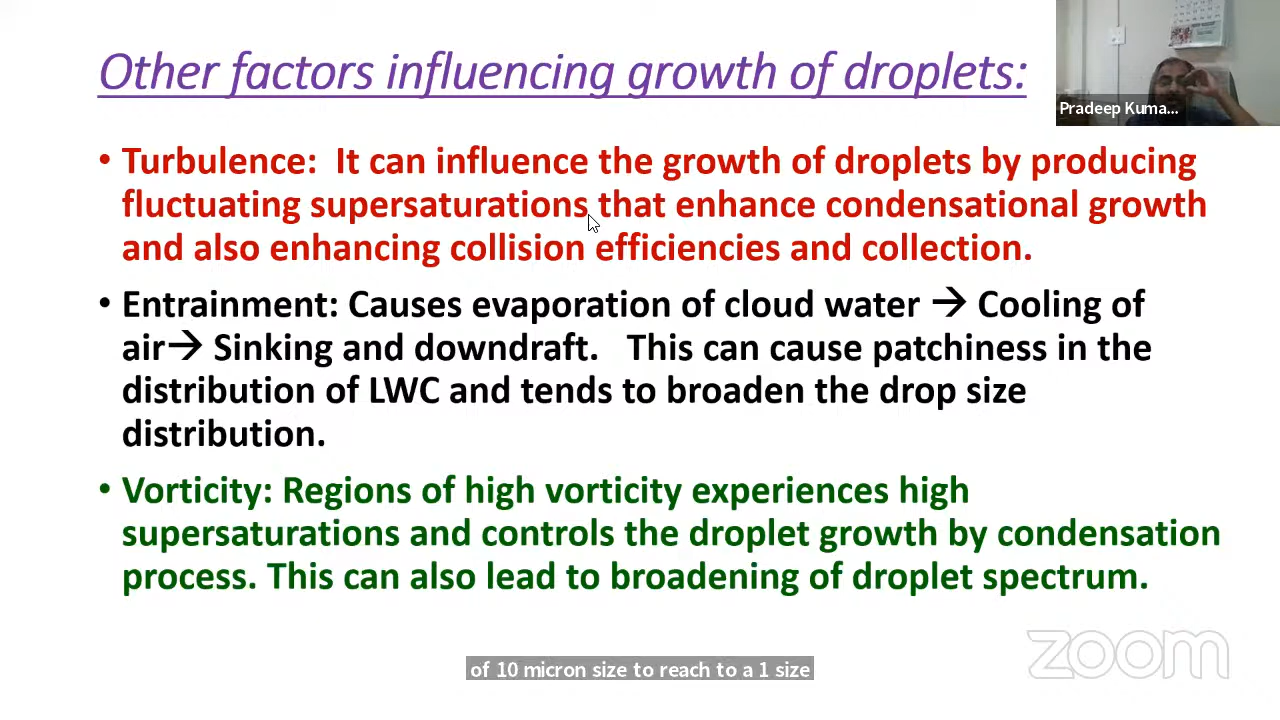 Other factors influencing growth of droplets:
Pradeep Kuma...
• Turbulence: It can influence the growth of droplets by producing
fluctuating supersaturations that enhance condensational growth
and also enhancing collision efficiencies and collection.
• Entrainment: Causes evaporation of cloud water → Cooling of
air→ Sinking and downdraft. This can cause patchiness in the
distribution of LWC and tends to broaden the drop size
distribution.
• Vorticity: Regions of high vorticity experiences high
supersaturations and controls the droplet growth by condensation
process. This can also lead to broadening of droplet spectrum.
zoom
of 10 micron size to reach to a 1 size